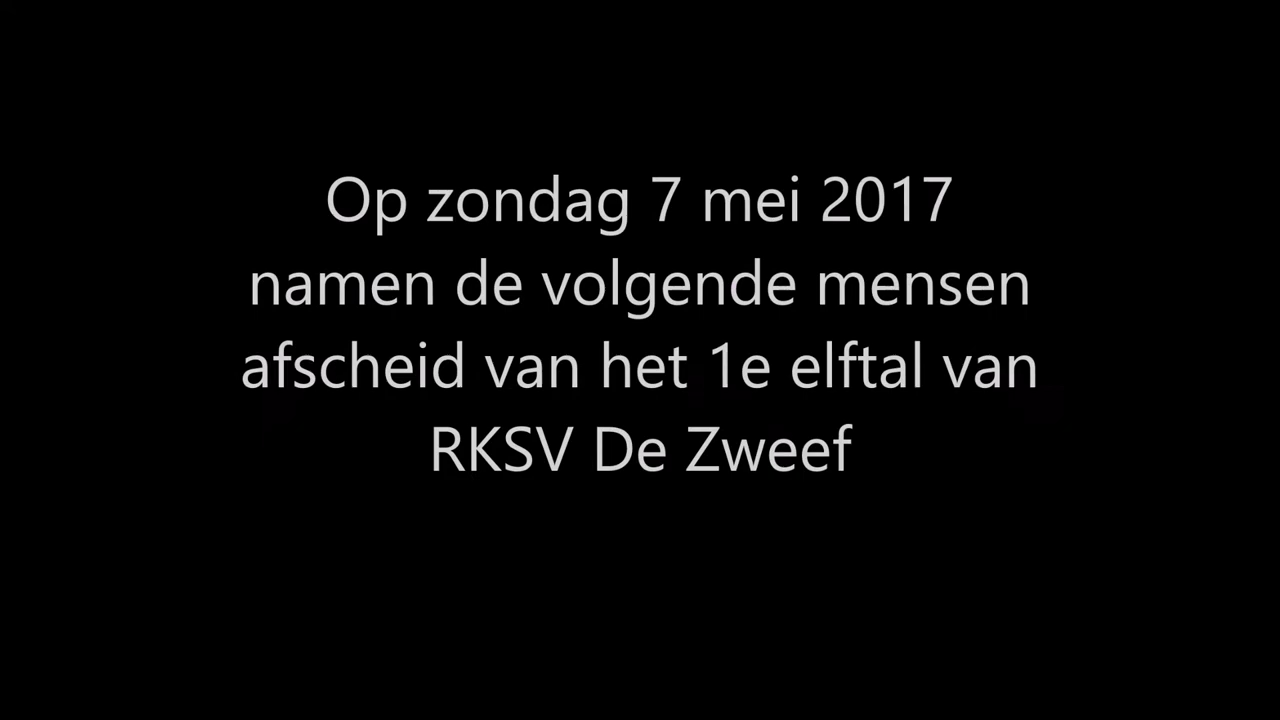 Op zondag 7 mei 2017
namen de volgende mensen
afscheid van het 1e elftal van
RKSV De Zweef